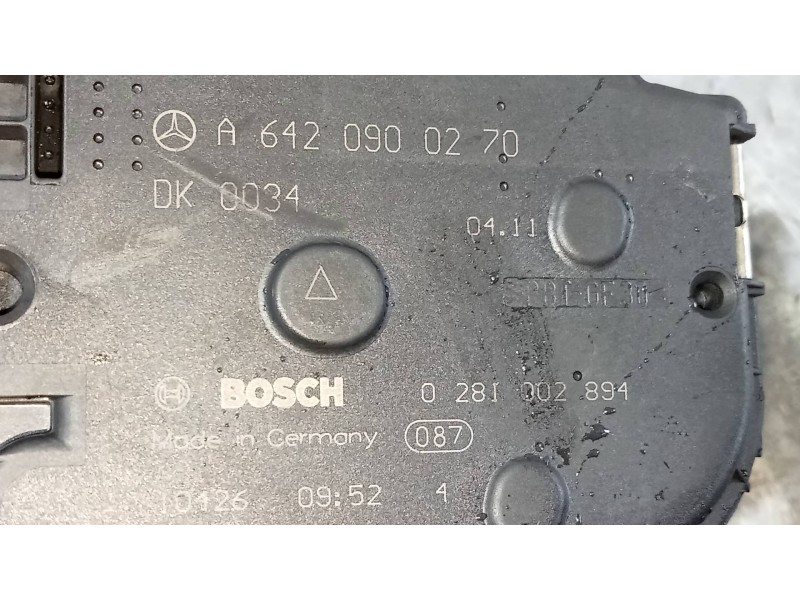 A 642 090 02 70
DK 0034
04.11
BOSCH
0 281 002 894
Made in Germany
087
10426 09:52 4